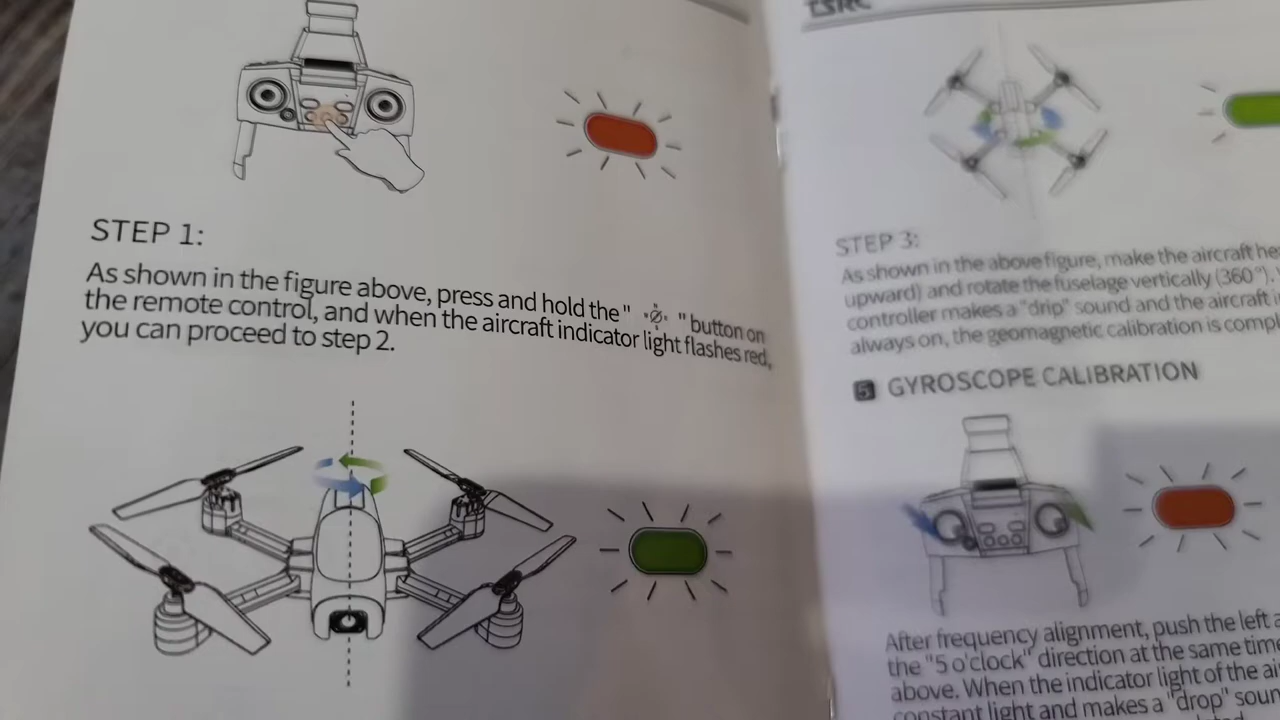 STEP 1:
As shown in the figure above, press and hold the " " button on
the remote control, and when the aircraft indicator light flashes red,
you can proceed to step 2.
STEP 3:
As shown in the above figure, make the aircraft
upward) and rotate the fuselage vertically (360°).
controller makes a "drip" sound and the aircraft
always on, the geomagnetic calibration is
5 GYROSCOPE CALIBRATION
After frequency alignment, push the left
the "5 o'clock" direction at the same time
above. When the indicator light of the
constant light and makes a "drop"